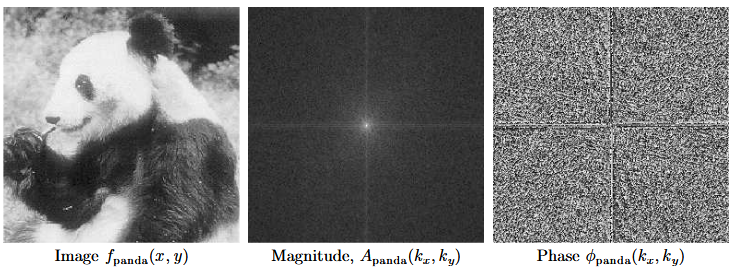 Image f_panda(x, y) Magnitude, A_panda(k_x, k_y) Phase ϕ_panda(k_x, k_y)